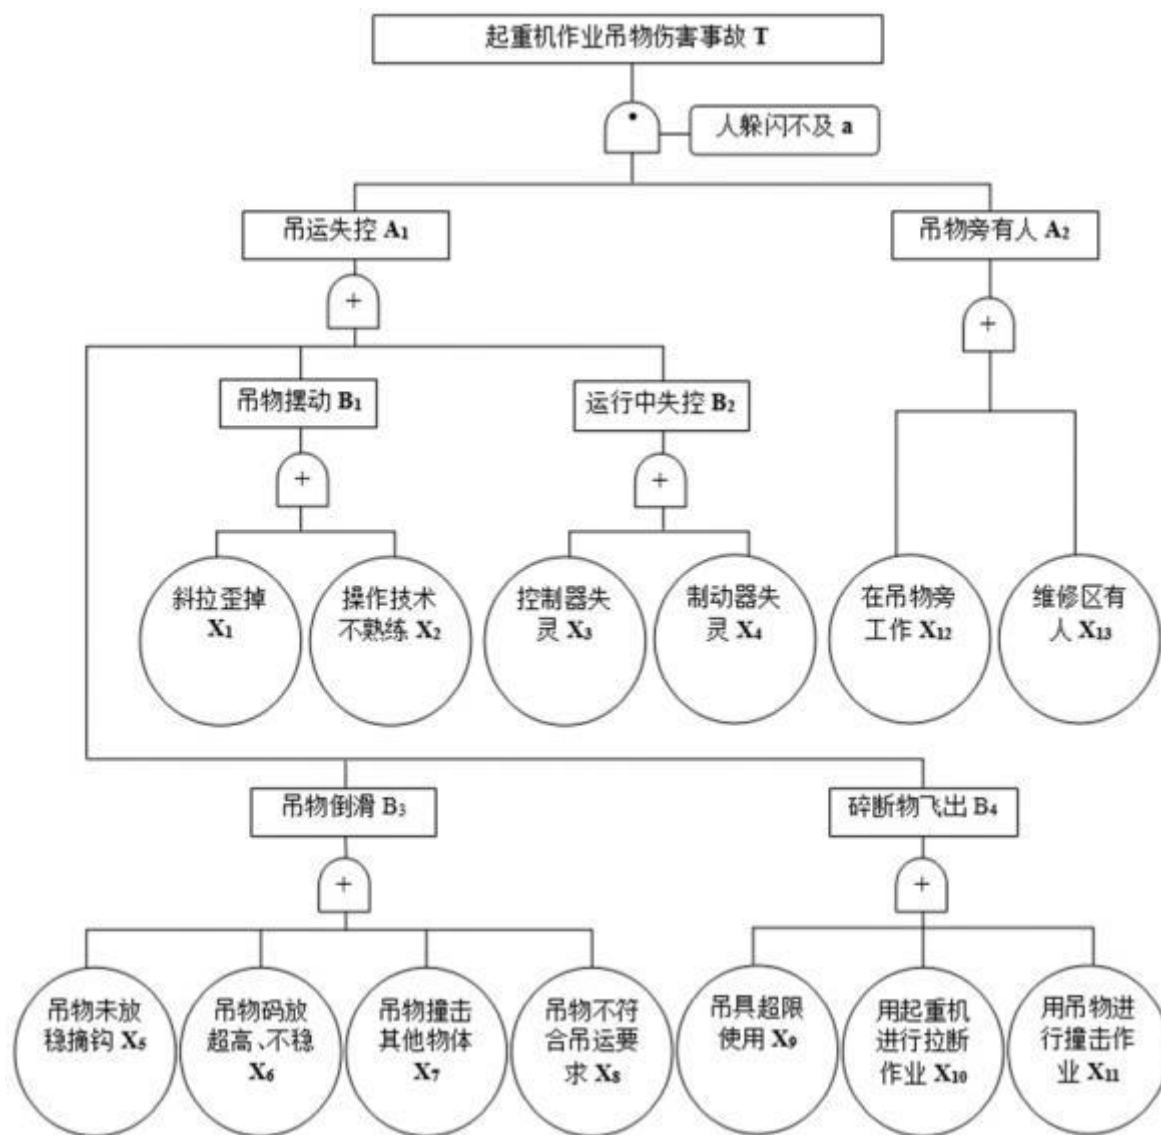 起重机作业吊物伤害事故 T
人躲闪不及 a
吊运失控 A₁
吊物旁有人 A₂
+
+
吊物摆动 B₁
运行中失控 B₂
+
+
斜拉歪掉
X₁
操作技术
不熟练 X₂
控制器失
灵 X₃
制动器失
灵 X₄
在吊物旁
工作 X₁₂
维修区有
人 X₁₃
吊物倒滑 B₃
碎断物飞出 B₄
+
+
吊物未放
稳摘钩 X₅
吊物码放
超高、不稳
X₆
吊物撞击
其他物体
X₇
吊物不符
合吊运要
求 X₈
吊具超限
使用 X₉
用起重机
进行拉断
作业 X₁₀
用吊物进
行撞击作
业 X₁₁